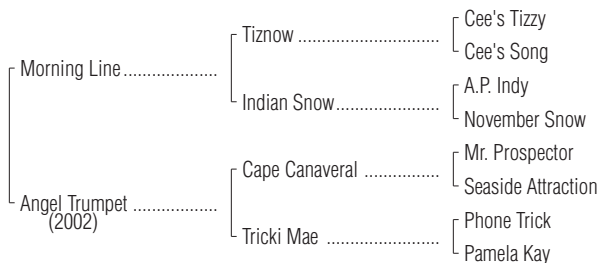 Cee's Tizzy
Tiznow ..............................
Cee's Song
Morning Line....................
A.P. Indy
Indian Snow......................
November Snow
Mr. Prospector
Cape Canaveral ................
Seaside Attraction
Angel Trumpet ..................
(2002)
Phone Trick
Tricki Mae ........................
Pamela Kay